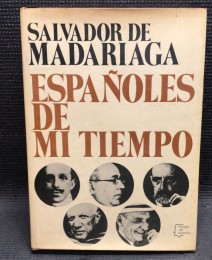 SALVADOR DE
MADARIAGA
ESPAÑOLES
DE
MI TIEMPO